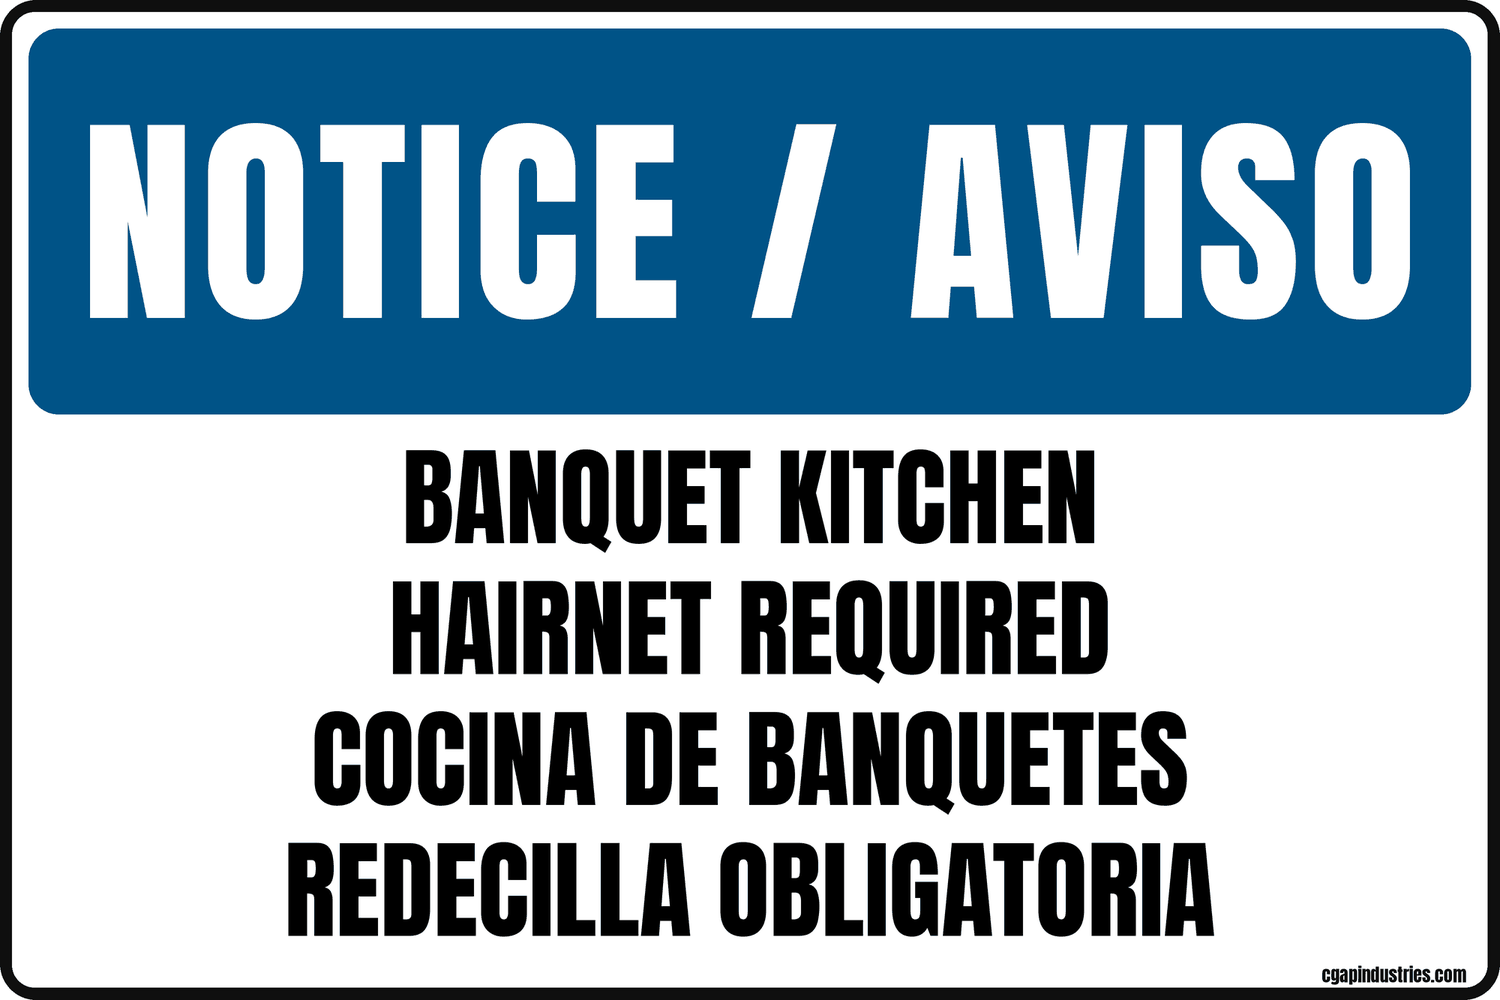 NOTICE / AVISO
BANQUET KITCHEN
HAIRNET REQUIRED
COCINA DE BANQUETES
REDECILLA OBLIGATORIA
cgapindustries.com